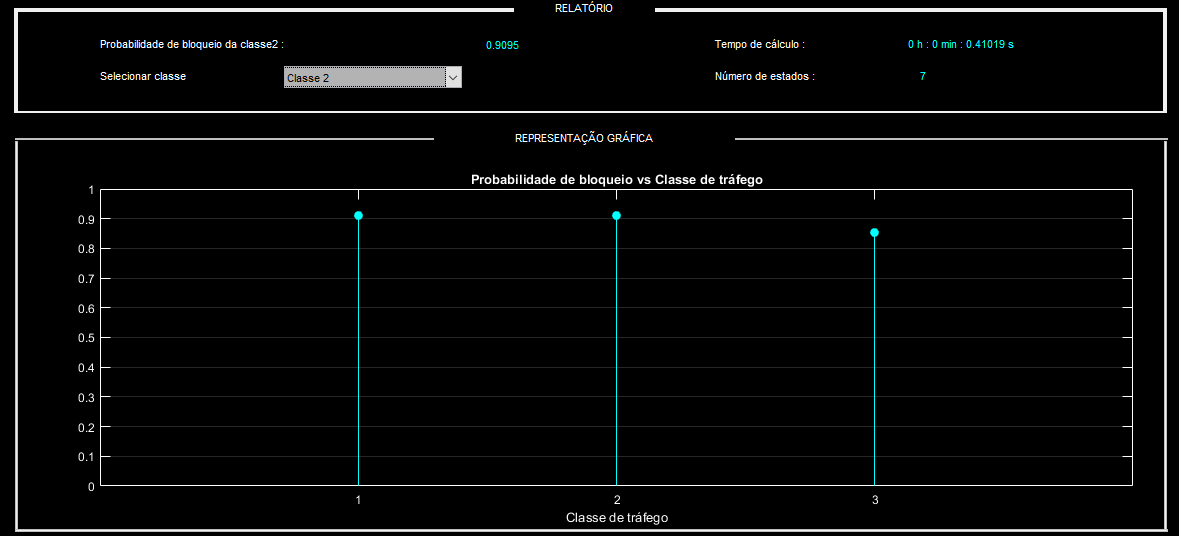 RELATÓRIO
Probabilidade de bloqueio da classe2 : 0.9095 Tempo de cálculo : 0 h : 0 min : 0.41019 s
Selecionar classe Classe 2 Número de estados : 7
REPRESENTAÇÃO GRÁFICA
Probabilidade de bloqueio vs Classe de tráfego
1
0.9
0.8
0.7
0.6
0.5
0.4
0.3
0.2
0.1
0
1 2 3
Classe de tráfego